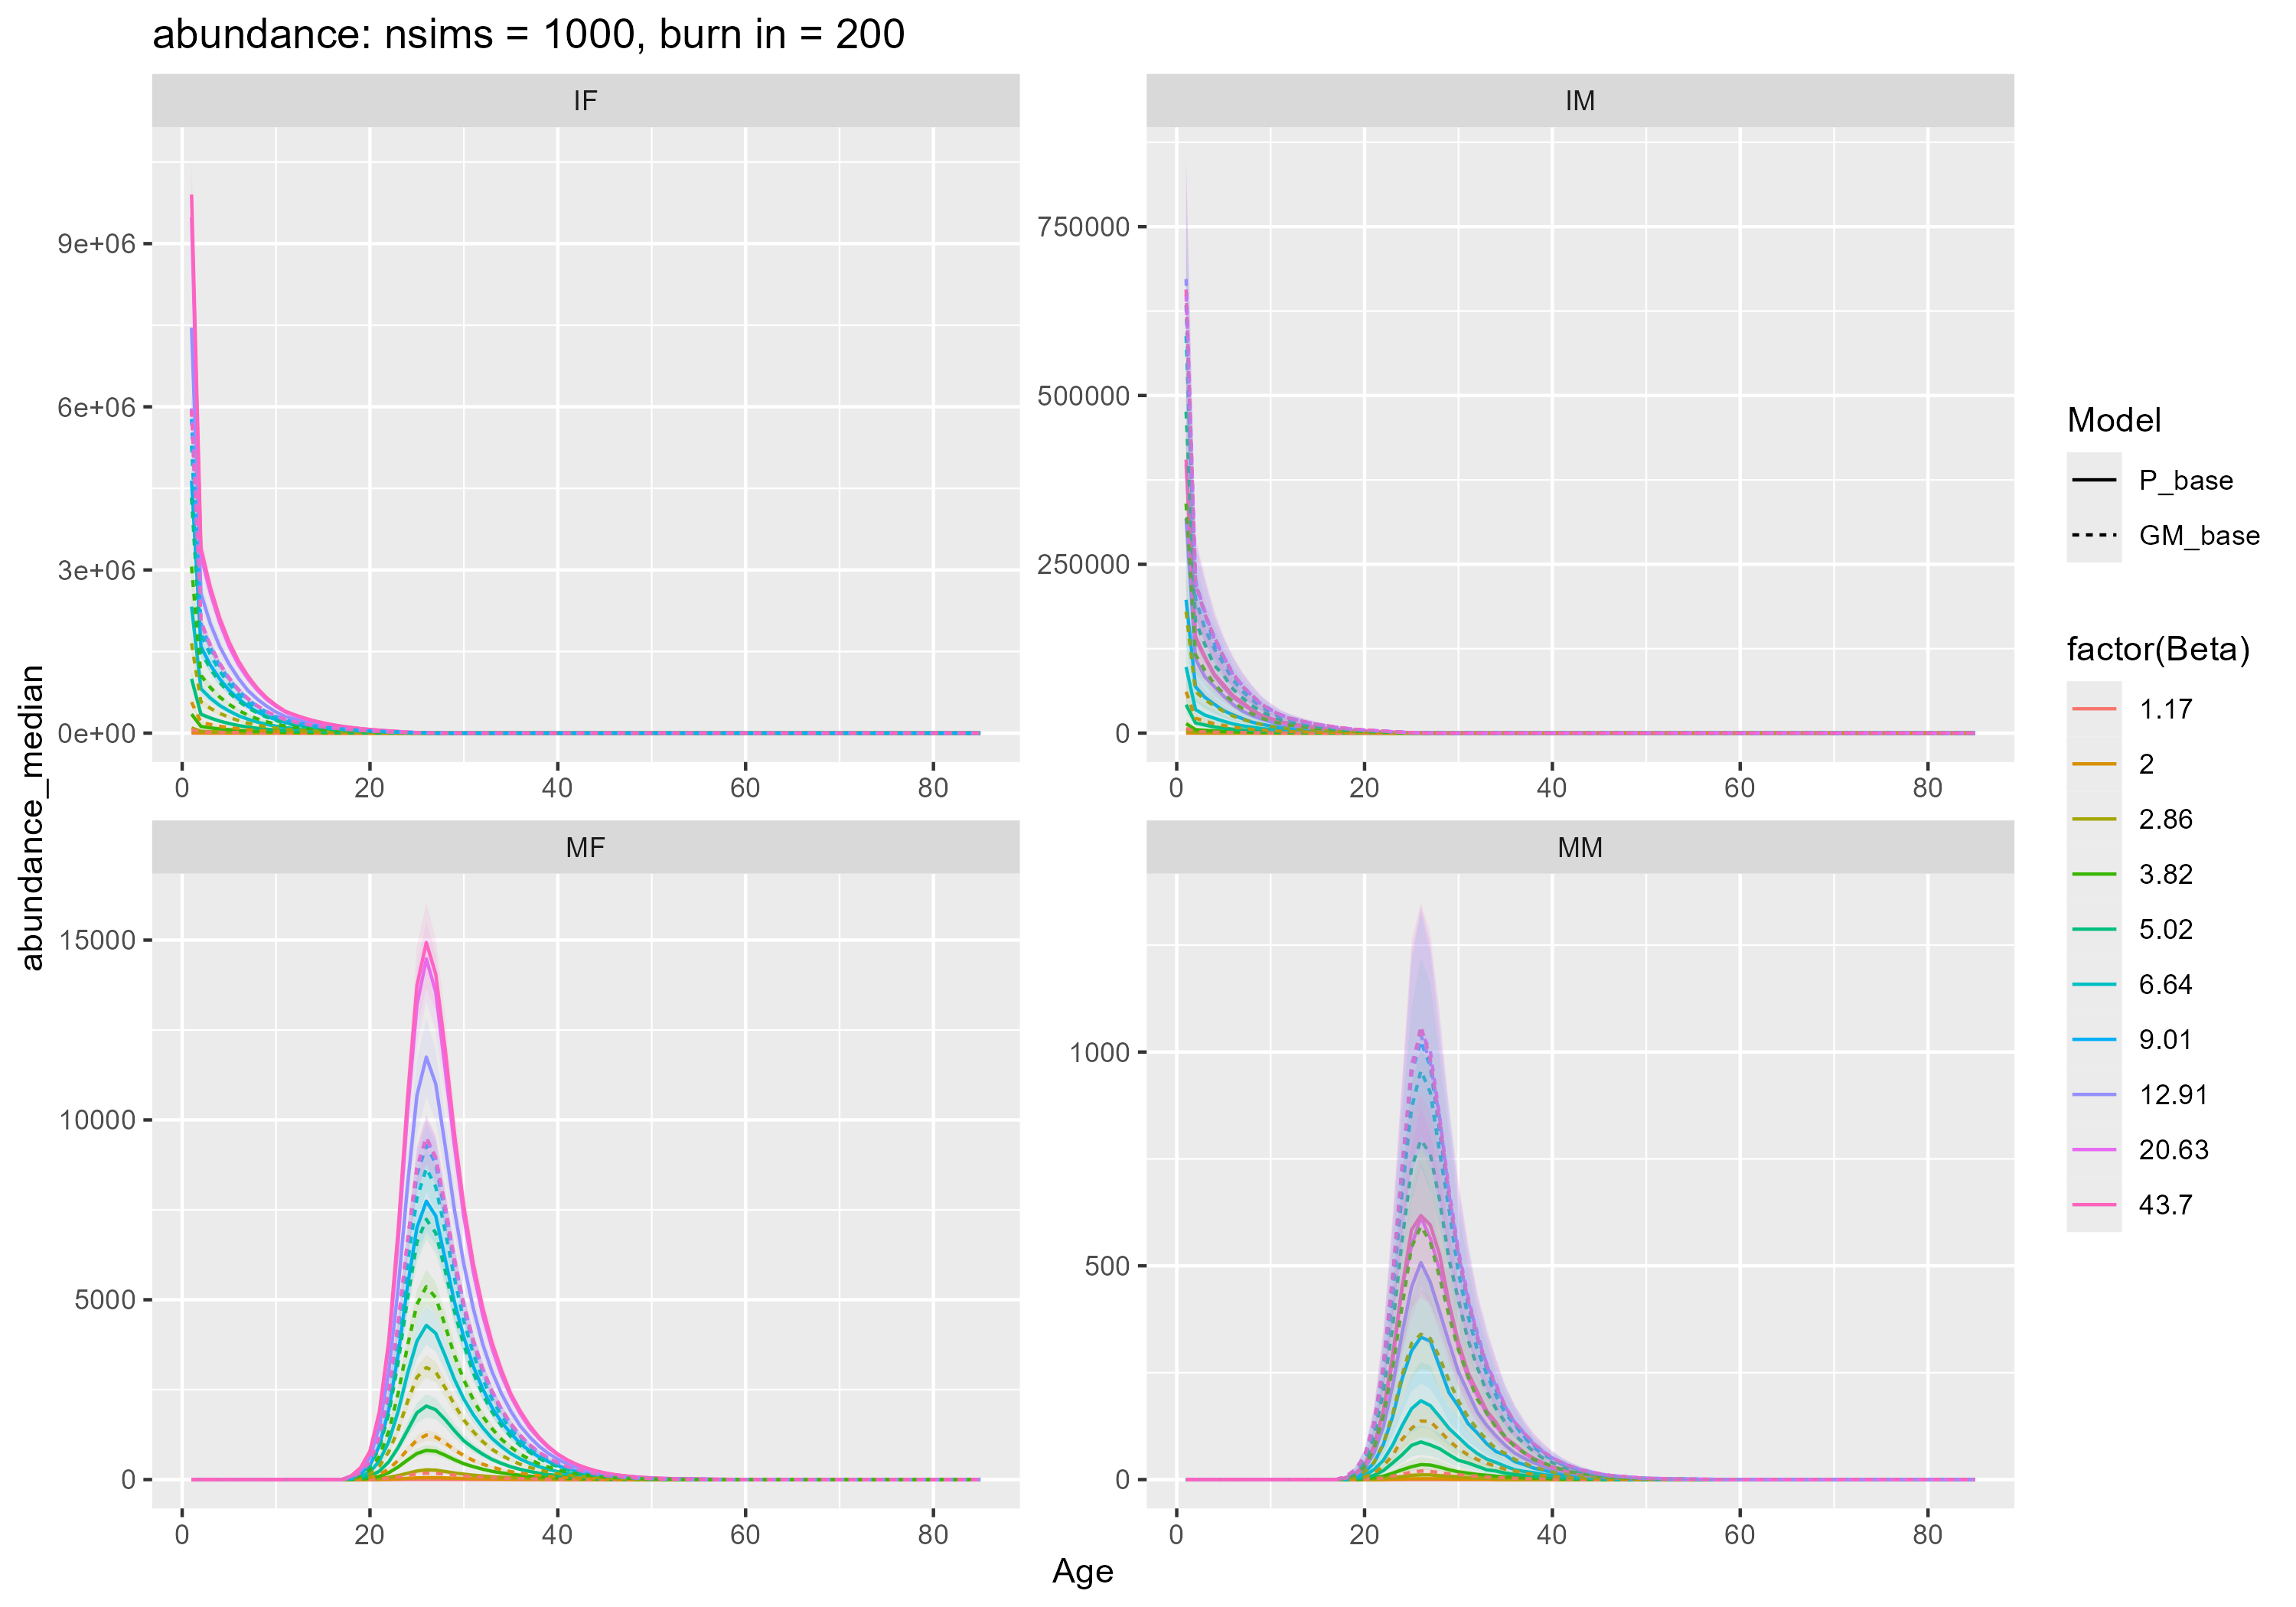 abundance: nsims = 1000, burn in = 200
IF
IM
9e+06
6e+06
3e+06
0e+00
0 20 40 60 80
750000
500000
250000
0
0 20 40 60 80
MF
MM
15000
10000
5000
0
0 20 40 60 80
1000
500
0
0 20 40 60 80
abundance_median
Age
Model
P_base
GM_base
factor(Beta)
1.17
2
2.86
3.82
5.02
6.64
9.01
12.91
20.63
43.7